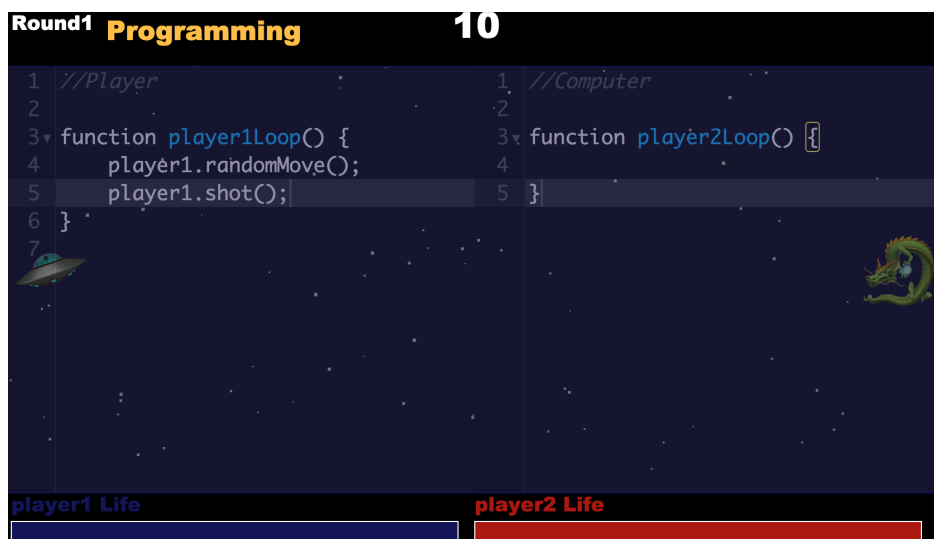 Round1 Programming 10
1 //Player
2
3 function player1Loop() {
4 player1.randomMove();
5 player1.shot();
6 }
7
1 //Computer
2
3 function player2Loop() {
4
5 }
player1 Life
player2 Life